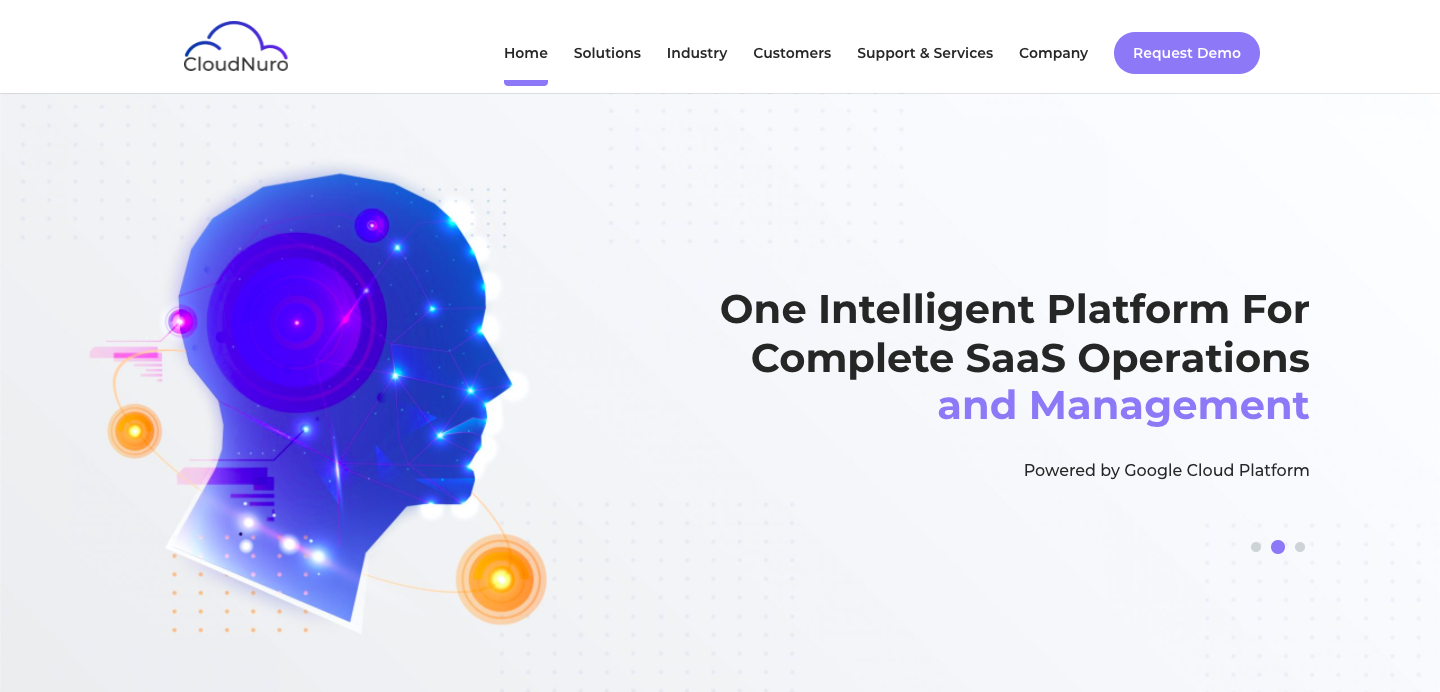 CloudNuro
Home Solutions Industry Customers Support & Services Company Request Demo
One Intelligent Platform For
Complete SaaS Operations
and Management
Powered by Google Cloud Platform